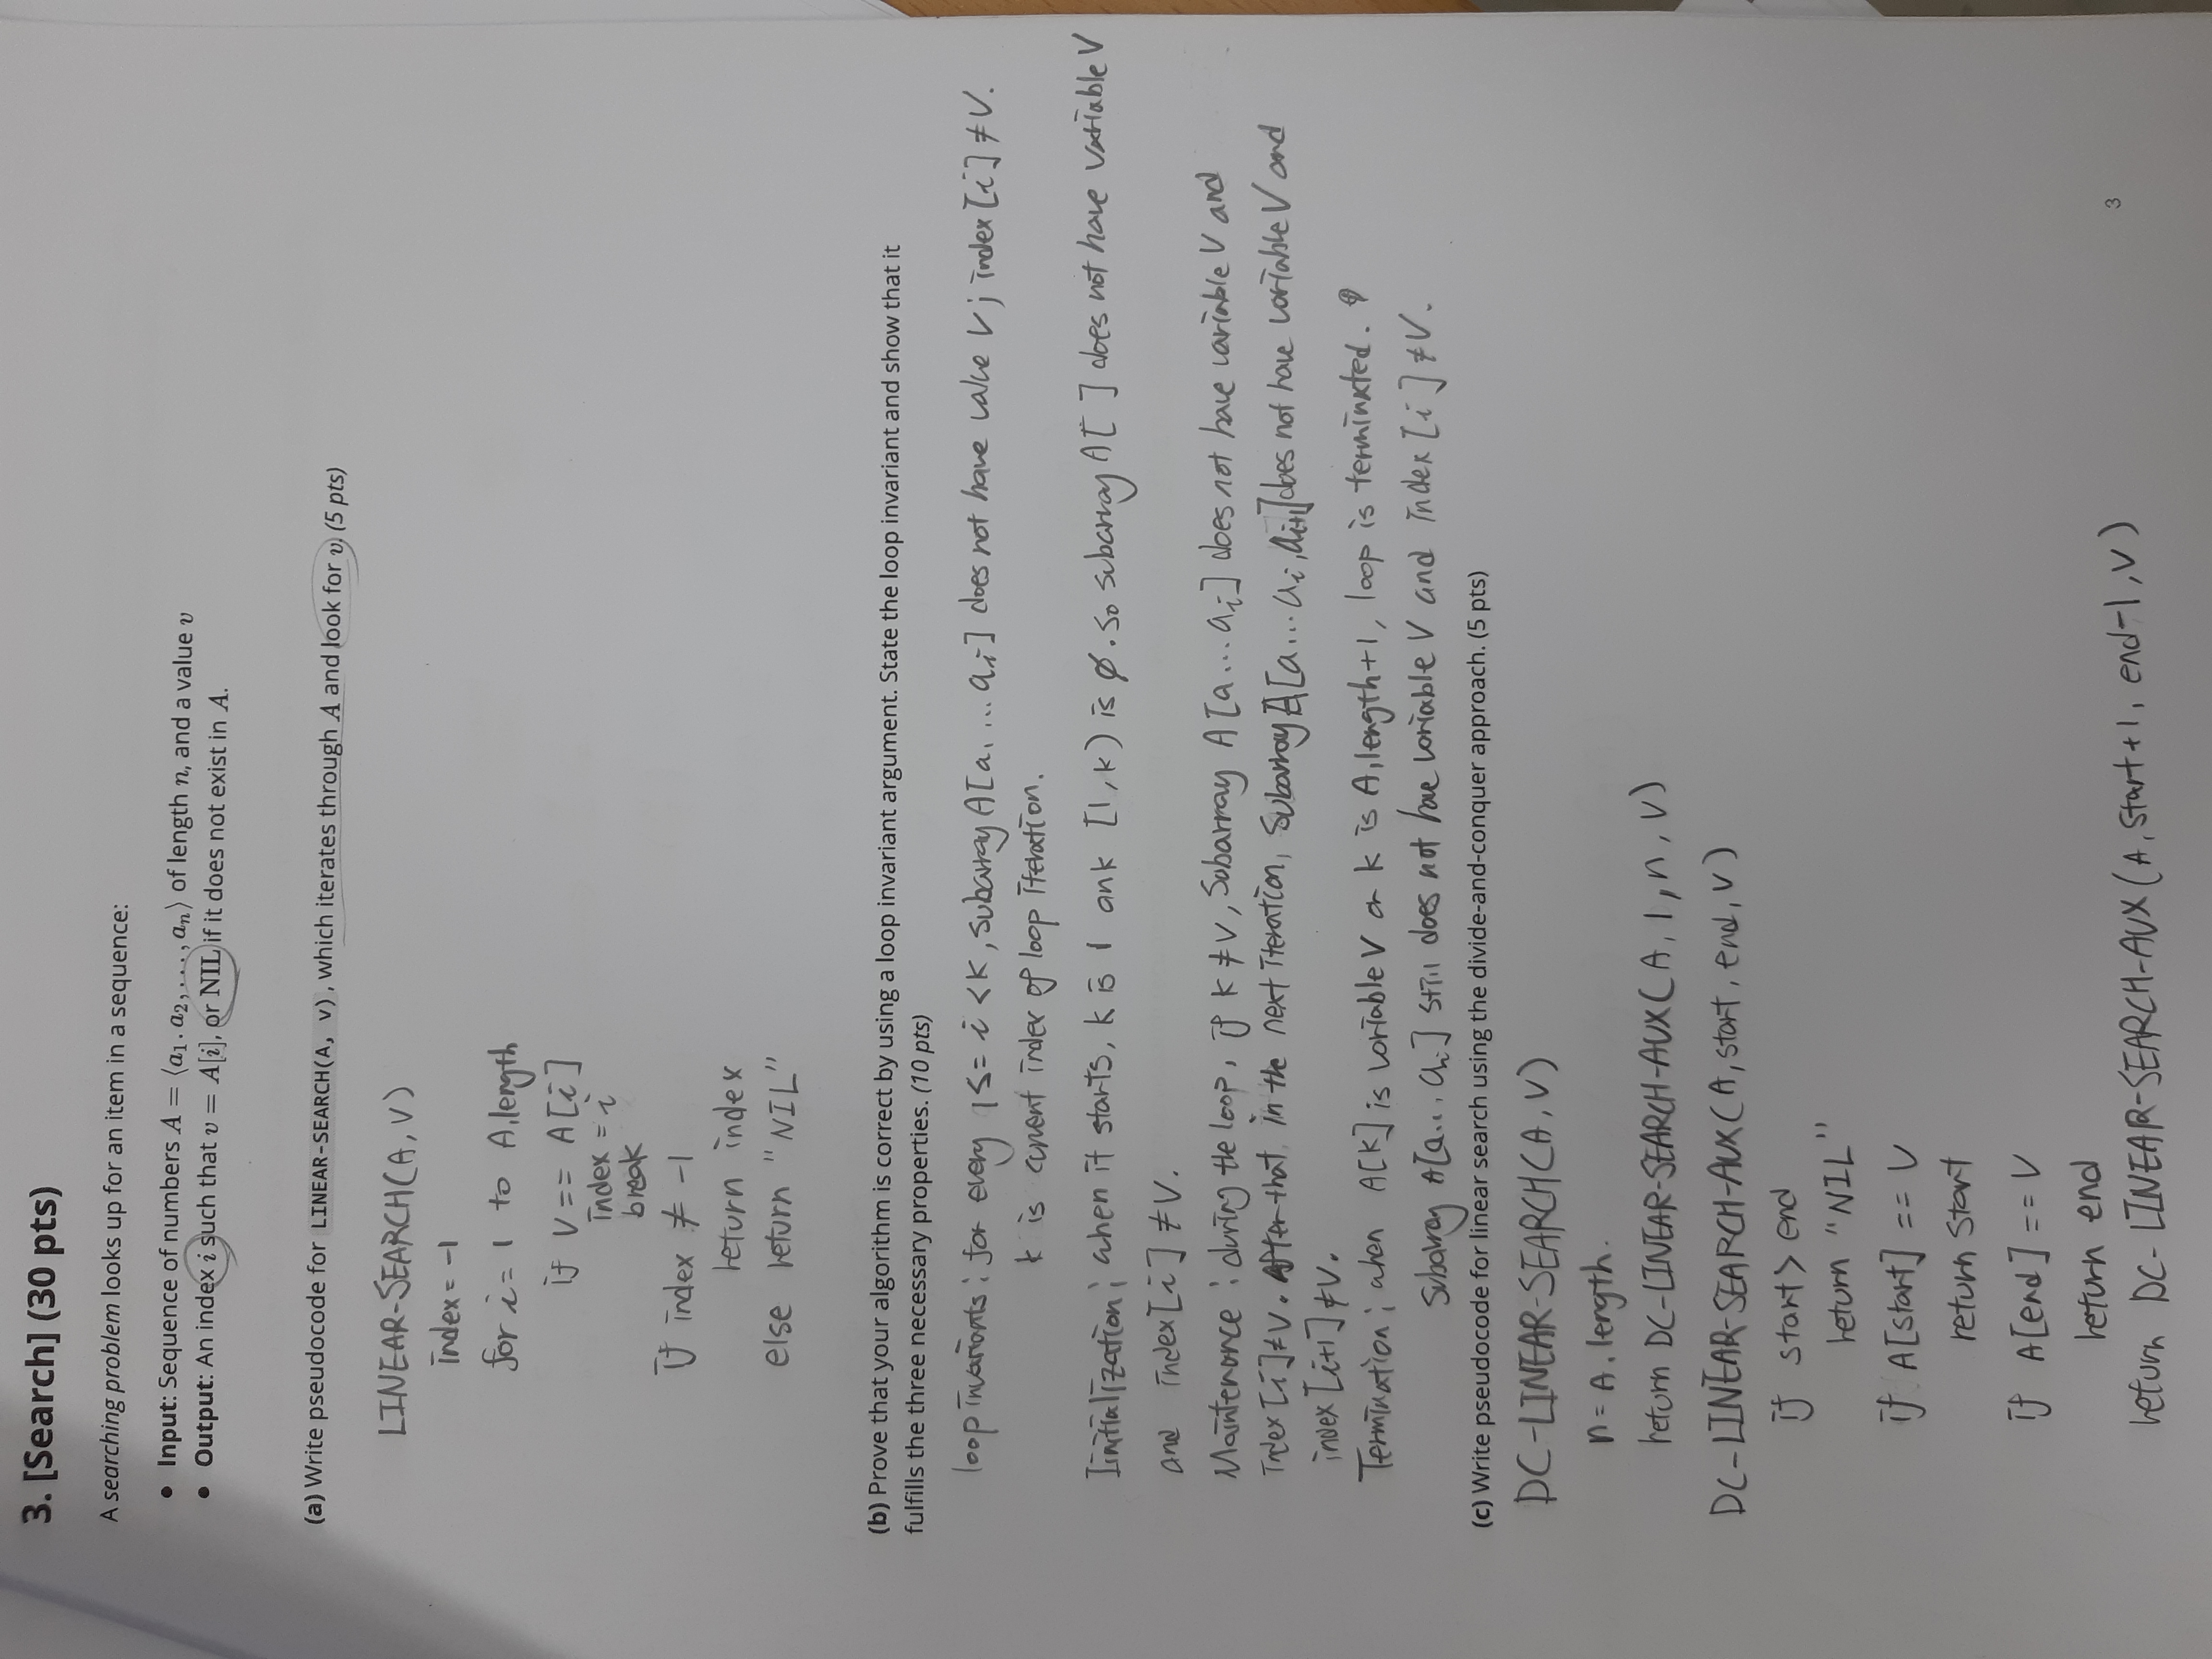 3. [Search] (30 pts)
A searching problem looks up for an item in a sequence:
• Input: Sequence of numbers A = ⟨a₁. a₂, . . . , aₙ⟩ of length n, and a value v
• Output: An index i such that v = A[i], or NIL if it does not exist in A.
(a) Write pseudocode for LINEAR-SEARCH(A, v) , which iterates through A and look for v. (5 pts)
LINEAR-SEARCH(A, V)
index = -1
for i = 1 to A.length
if V == A[i]
index = i
break
if index ≠ -1
return index
else return "NIL"
(b) Prove that your algorithm is correct by using a loop invariant argument. State the loop invariant and show that it
fulfills the three necessary properties. (10 pts)
loop invariants : for every 1≤= i < k, subarray A[a, ... aᵢ] does not have value V ; index [i] ≠ V.
k is current index of loop iteration.
Iinitialization ; when it starts, k is 1 ank [1, k) is ∅. So subarray A[ ] does not have variable V
and index[i] ≠ V.
Maintenance : during the loop, if k ≠ V, Subarray A[a... aᵢ] does not have variable V and
index [i] ≠ V. After that, in the next iteration, Subarray A[a... aᵢ, aᵢ₊₁] does not have variable V and
index [i+1] ≠ V.
Termination ; when A[k] is variable V or k is A.length+1, loop is terminated.
Subarray A[a... aᵢ] still does not have variable V and index [i] ≠ V.
(c) Write pseudocode for linear search using the divide-and-conquer approach. (5 pts)
DC-LINEAR-SEARCH(A, V)
n = A. length.
return DC-LINEAR-SEARCH-AUX(A, 1, n, V)
DC-LINEAR-SEARCH-AUX(A, start, end, V)
if start > end
return "NIL"
if A[start] == V
return start
if A[end] == V
return end
return DC-LINEAR-SEARCH-AUX (A, start+1, end-1, V)
3